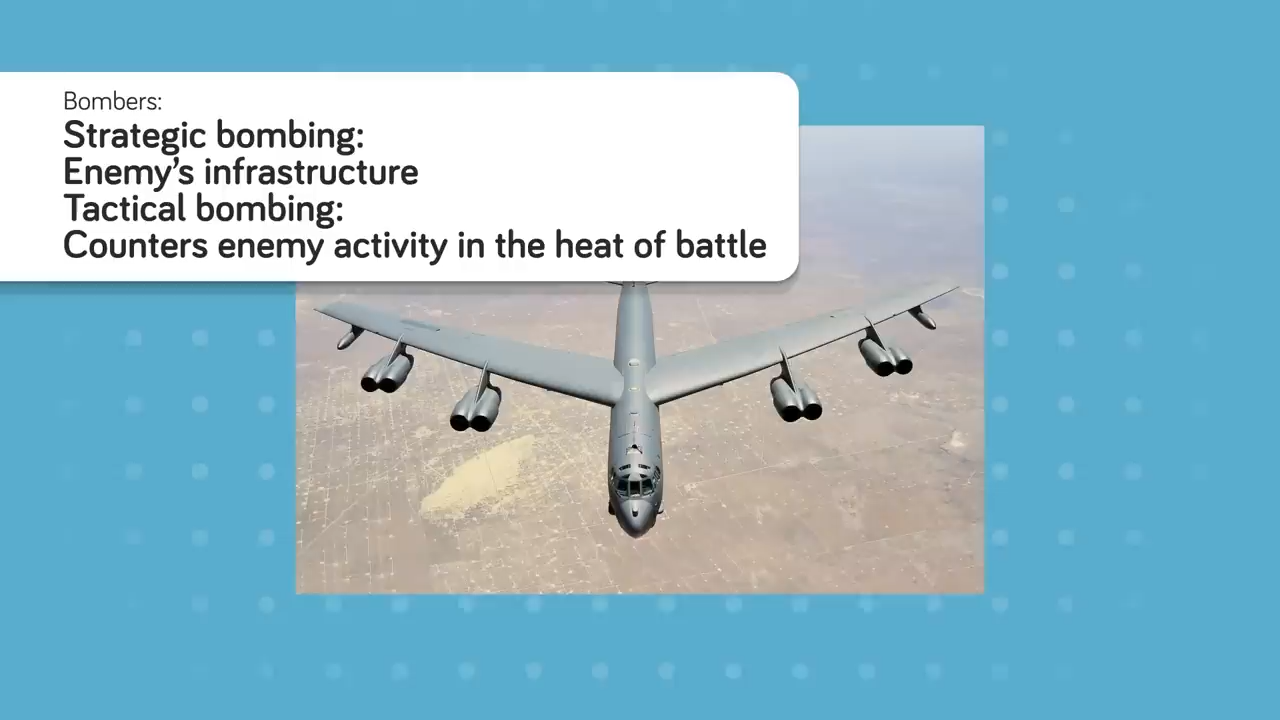 Bombers:
Strategic bombing:
Enemy’s infrastructure
Tactical bombing:
Counters enemy activity in the heat of battle